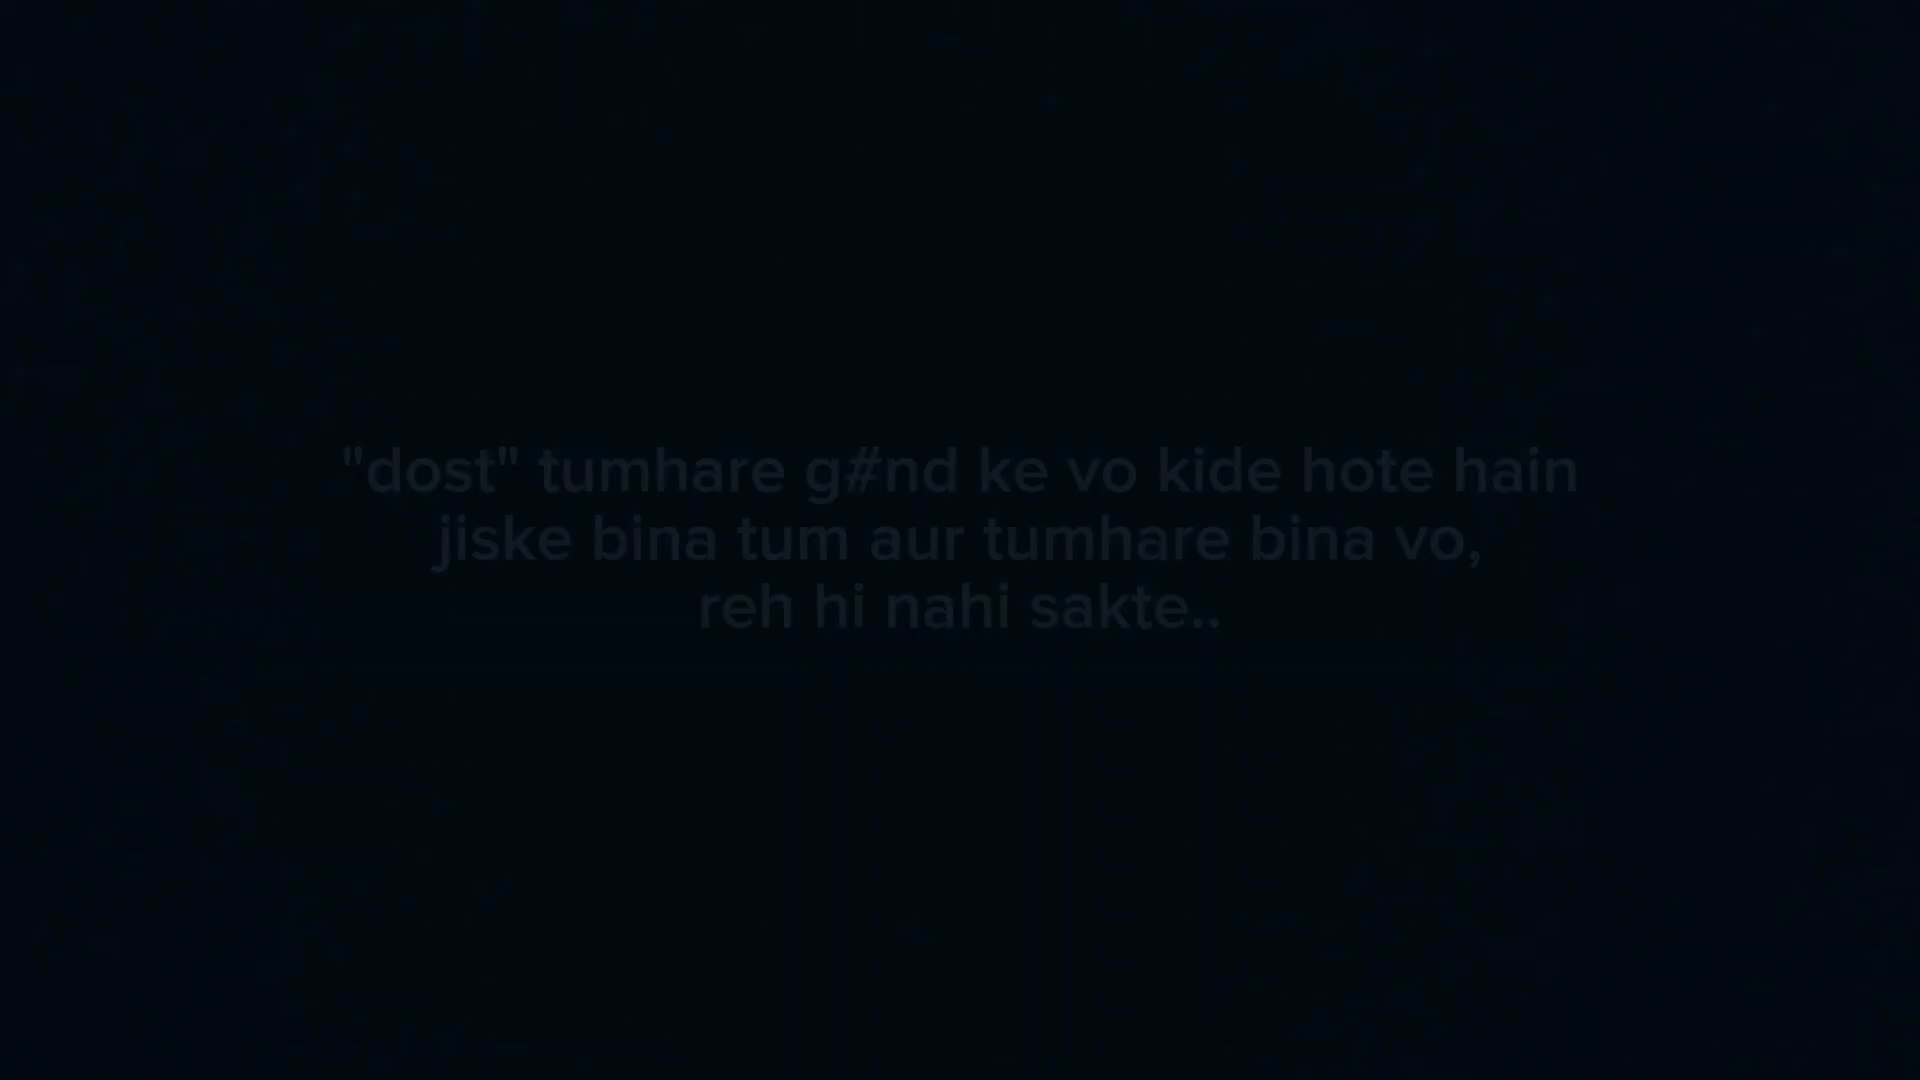 "dost" tumhare g#nd ke vo kide hote hain
jiske bina tum aur tumhare bina vo,
reh hi nahi sakte..